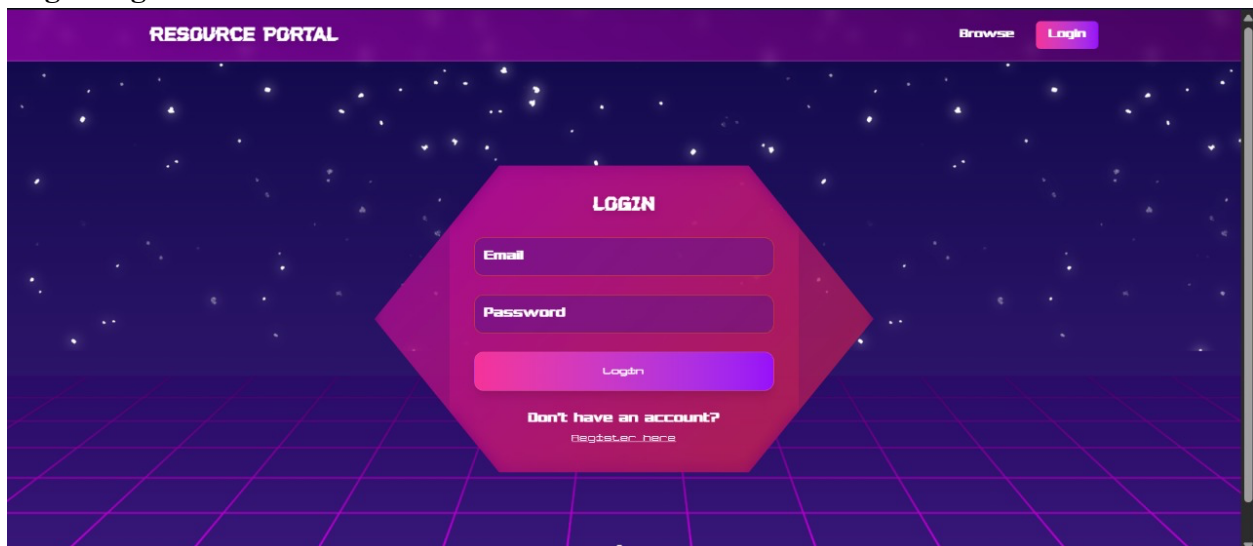 RESOURCE PORTAL
Browse
Login
LOGIN
Email
Password
Login
Don't have an account?
Register here